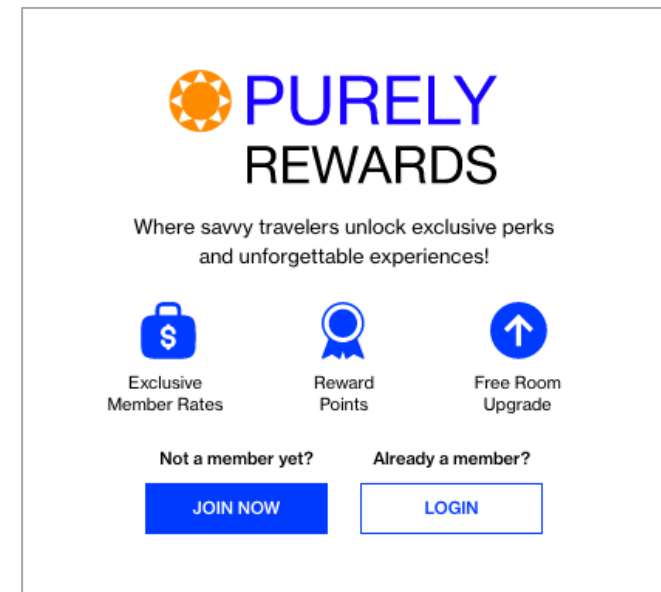 PURELY
REWARDS
Where savvy travelers unlock exclusive perks
and unforgettable experiences!
$
Exclusive
Member Rates
Reward
Points
Free Room
Upgrade
Not a member yet?
Already a member?
JOIN NOW
LOGIN